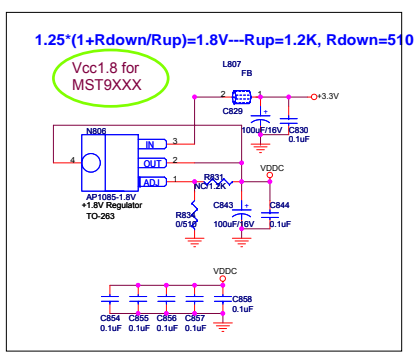 1.25*(1+Rdown/Rup)=1.8V---Rup=1.2K, Rdown=510
Vcc1.8 for
MST9XXX
L807
FB
2
1
+3.3V
C829
100uF/16V
C830
0.1uF
N806
4
IN
3
OUT
2
ADJ
1
AP1085-1.8V
+1.8V Regulator
TO-263
R831
NC/1.2K
VDDC
R834
0/510
C843
100uF/16V
C844
0.1uF
VDDC
C854
0.1uF
C855
0.1uF
C856
0.1uF
C857
0.1uF
C858
0.1uF